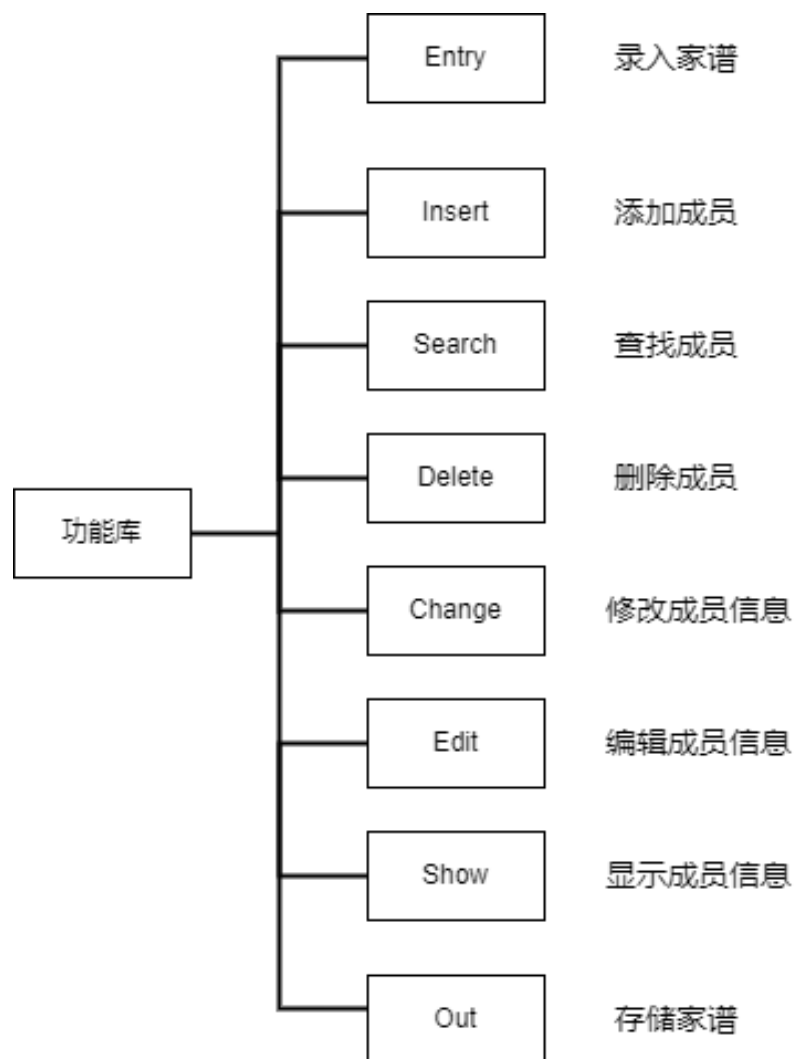 Entry 录入家谱
Insert 添加成员
Search 查找成员
Delete 删除成员
功能库
Change 修改成员信息
Edit 编辑成员信息
Show 显示成员信息
Out 存储家谱